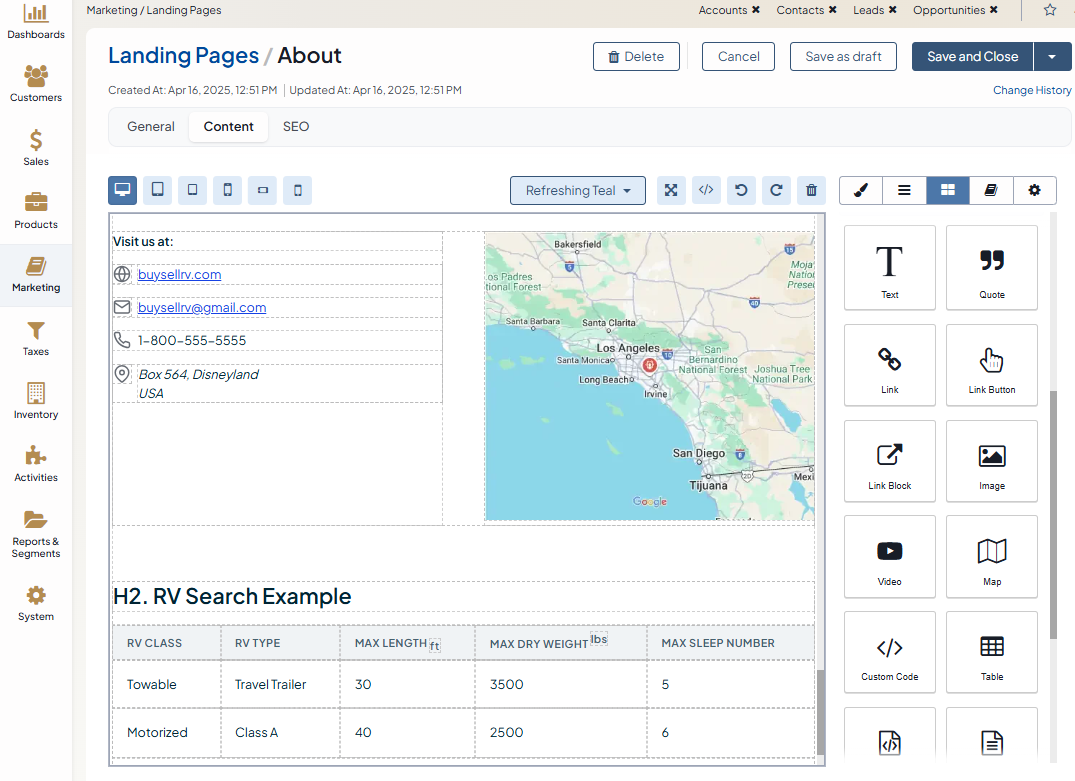 Marketing / Landing Pages
Accounts ✖ Contacts ✖ Leads ✖ Opportunities ✖
Dashboards
Customers
Sales
Products
Marketing
Taxes
Inventory
Activities
Reports &
Segments
System
Landing Pages / About
Delete
Cancel
Save as draft
Save and Close
Created At: Apr 16, 2025, 12:51 PM | Updated At: Apr 16, 2025, 12:51 PM
Change History
General
Content
SEO
Refreshing Teal
Visit us at:
buysellrv.com
buysellrv@gmail.com
1-800-555-5555
Box 564, Disneyland
USA
Bakersfield
15
5
Los Padres
National Forest
40
Santa Barbara
Santa Clarita
Los Angeles
10
Santa Monica
San
Bernardino
National Forest
Long Beach
Joshua Tree
National Park
Irvine
San Diego
8
Tijuana
Google
H2. RV Search Example
RV CLASS RV TYPE MAX LENGTH ft MAX DRY WEIGHT lbs MAX SLEEP NUMBER
Towable Travel Trailer 30 3500 5
Motorized Class A 40 2500 6
Text
Quote
Link
Link Button
Link Block
Image
Video
Map
Custom Code
Table